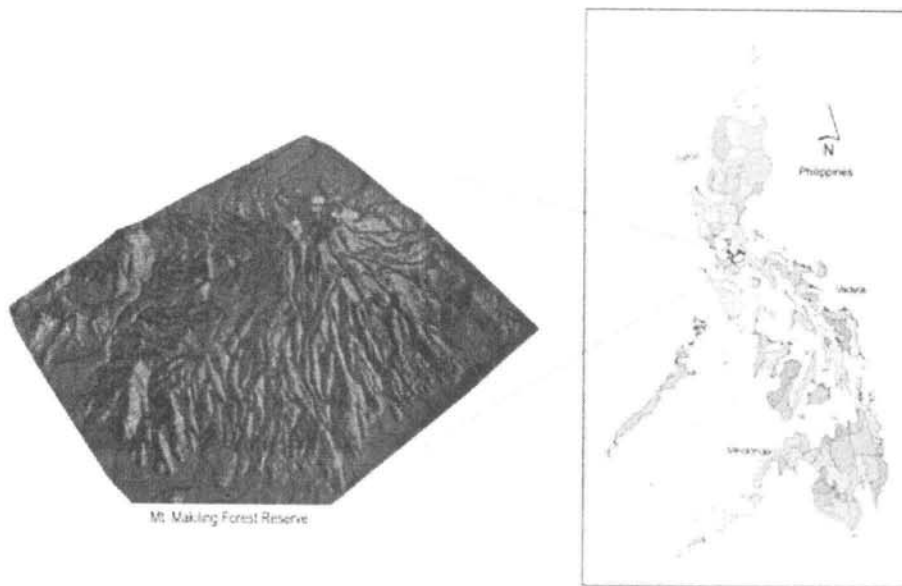 Mt. Makiling Forest Reserve
N
Philippines
Luzon
Visayas
Mindanao